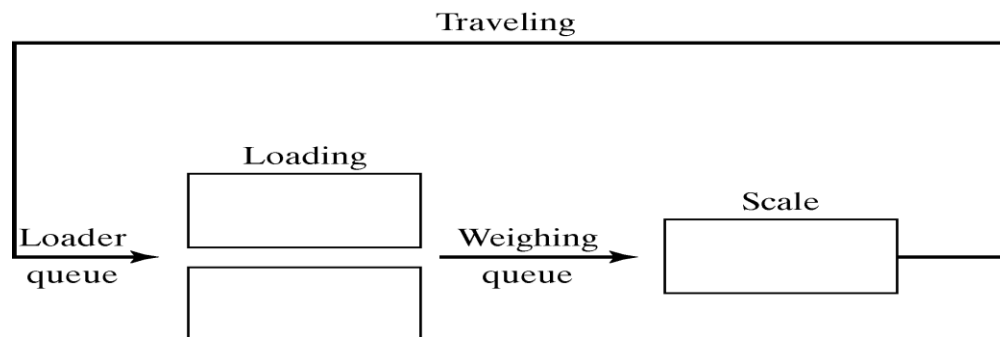 Traveling
Loading
Scale
Loader
queue
Weighing
queue